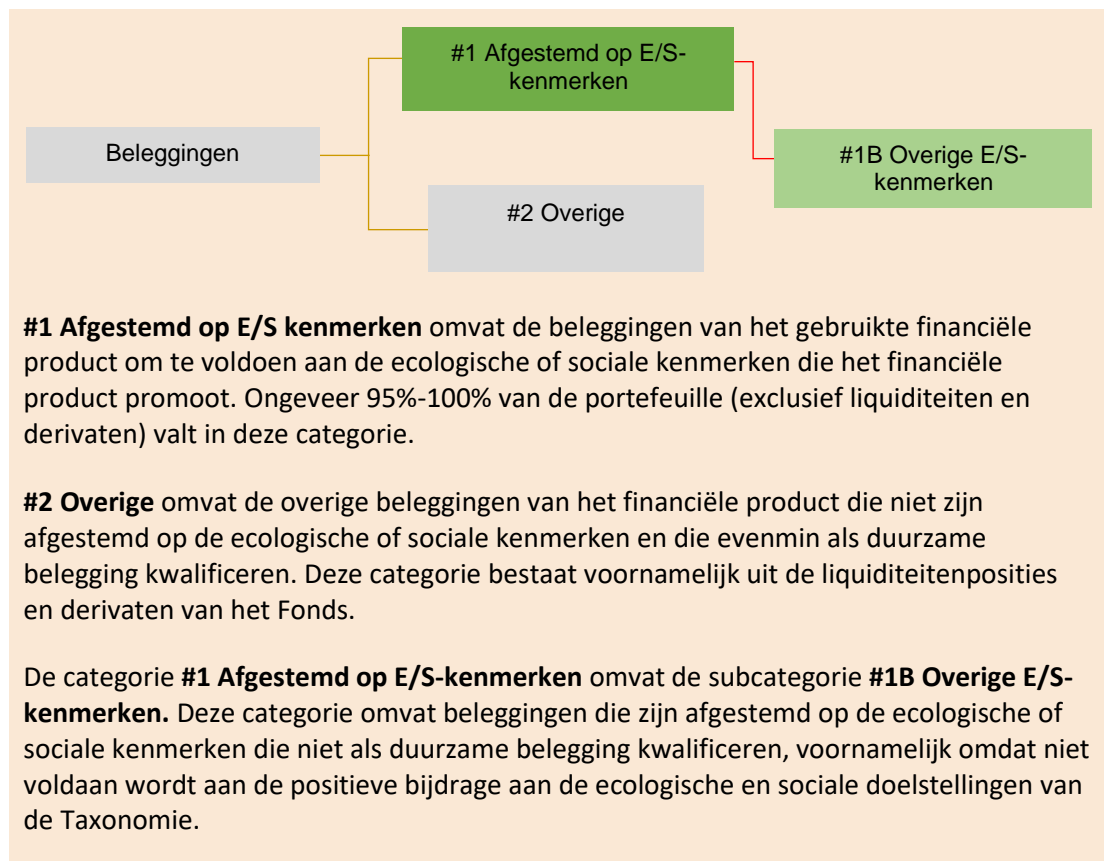 #1 Afgestemd op E/S-
kenmerken
Beleggingen
#1B Overige E/S-
kenmerken
#2 Overige
#1 Afgestemd op E/S kenmerken omvat de beleggingen van het gebruikte financiële
product om te voldoen aan de ecologische of sociale kenmerken die het financiële
product promoot. Ongeveer 95%-100% van de portefeuille (exclusief liquiditeiten en
derivaten) valt in deze categorie.
#2 Overige omvat de overige beleggingen van het financiële product die niet zijn
afgestemd op de ecologische of sociale kenmerken en die evenmin als duurzame
belegging kwalificeren. Deze categorie bestaat voornamelijk uit de liquiditeitenposities
en derivaten van het Fonds.
De categorie #1 Afgestemd op E/S-kenmerken omvat de subcategorie #1B Overige E/S-
kenmerken. Deze categorie omvat beleggingen die zijn afgestemd op de ecologische of
sociale kenmerken die niet als duurzame belegging kwalificeren, voornamelijk omdat niet
voldaan wordt aan de positieve bijdrage aan de ecologische en sociale doelstellingen van
de Taxonomie.